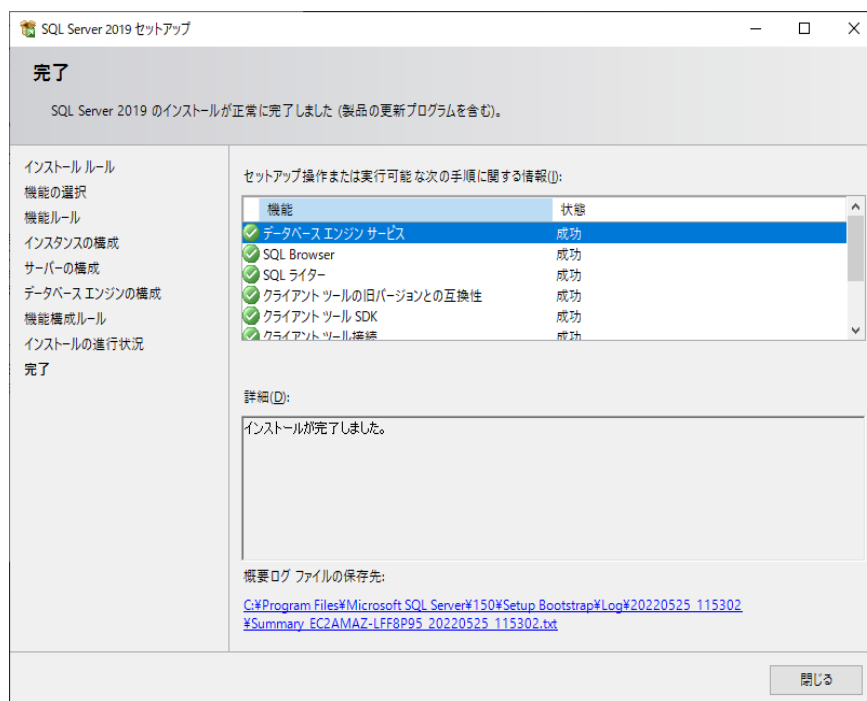 SQL Server 2019 セットアップ
完了
SQL Server 2019 のインストールが正常に完了しました (製品の更新プログラムを含む)。
インストール ルール
機能の選択
機能ルール
インスタンスの構成
サーバーの構成
データベース エンジンの構成
機能構成ルール
インストールの進行状況
完了
セットアップ操作または実行可能な次の手順に関する情報(I):
機能 状態
データベース エンジン サービス 成功
SQL Browser 成功
SQL ライター 成功
クライアント ツールの旧バージョンとの互換性 成功
クライアント ツール SDK 成功
クライアント ツール接続 成功
詳細(D):
インストールが完了しました。
概要ログ ファイルの保存先:
C:¥Program Files¥Microsoft SQL Server¥150¥Setup Bootstrap¥Log¥20220525_115302
¥Summary_EC2AMAZ-LFF8P95_20220525_115302.txt
閉じる